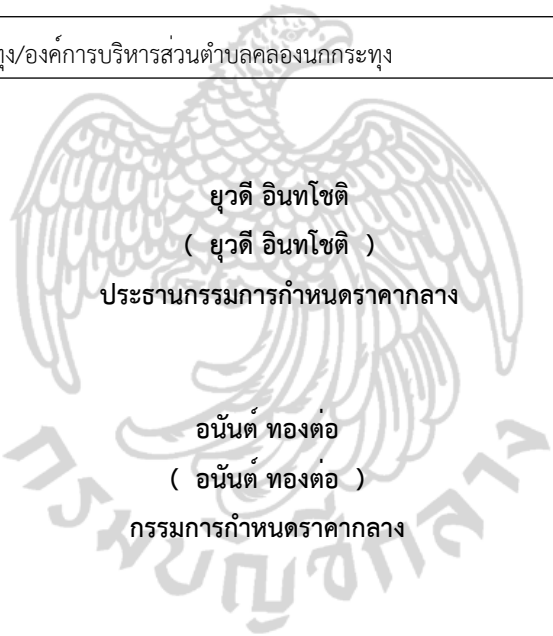 ทุง/องค์การบริหารส่วนตำบลคลองนกกระทุง
ยุวดี อินทโชติ
( ยุวดี อินทโชติ )
ประธานกรรมการกำหนดราคากลาง
อนันต์ ทองต่อ
( อนันต์ ทองต่อ )
กรรมการกำหนดราคากลาง
กรมบัญชีกลาง